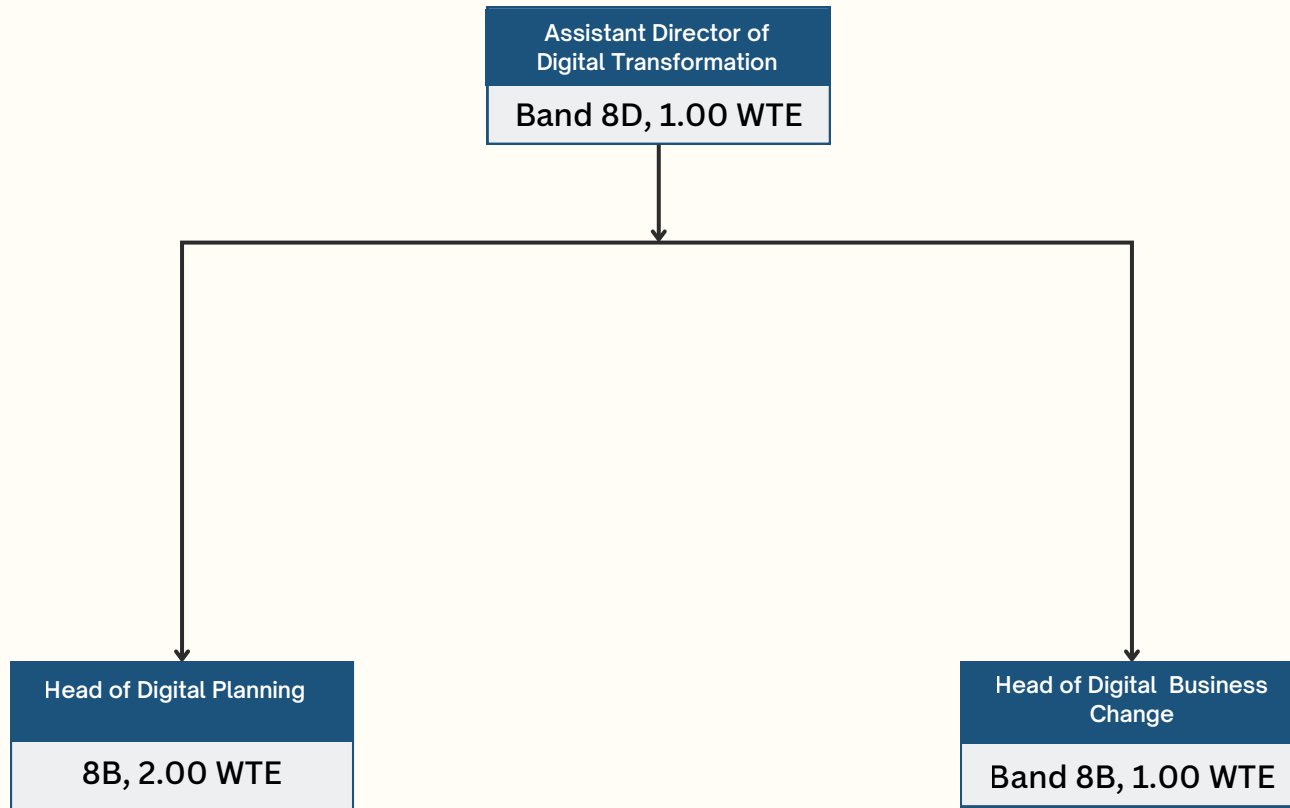 Assistant Director of
Digital Transformation
Band 8D, 1.00 WTE
Head of Digital Planning
8B, 2.00 WTE
Head of Digital  Business
Change
Band 8B, 1.00 WTE